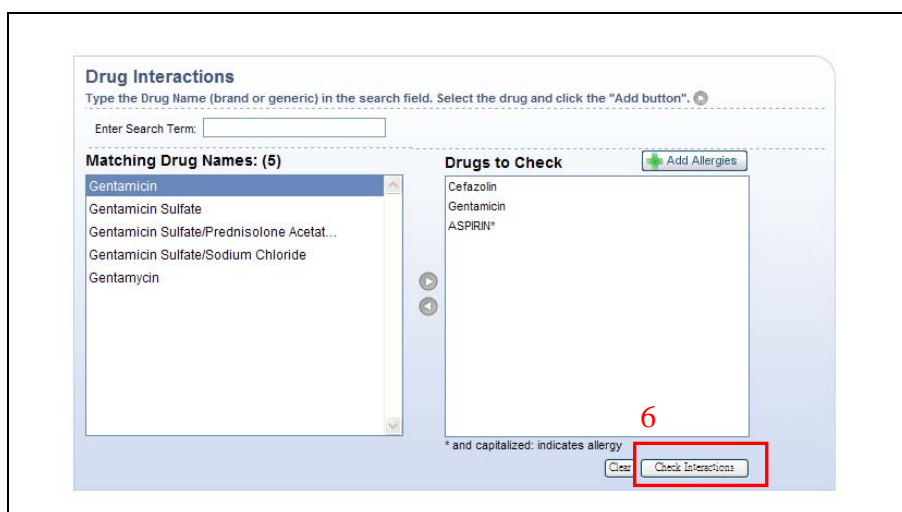 Drug Interactions
Type the Drug Name (brand or generic) in the search field. Select the drug and click the "Add button".
Enter Search Term:
Matching Drug Names: (5)
Gentamicin
Gentamicin Sulfate
Gentamicin Sulfate/Prednisolone Acetat...
Gentamicin Sulfate/Sodium Chloride
Gentamycin
Drugs to Check
Add Allergies
Cefazolin
Gentamicin
ASPIRIN*
6
* and capitalized: indicates allergy
Clear
Check Interactions